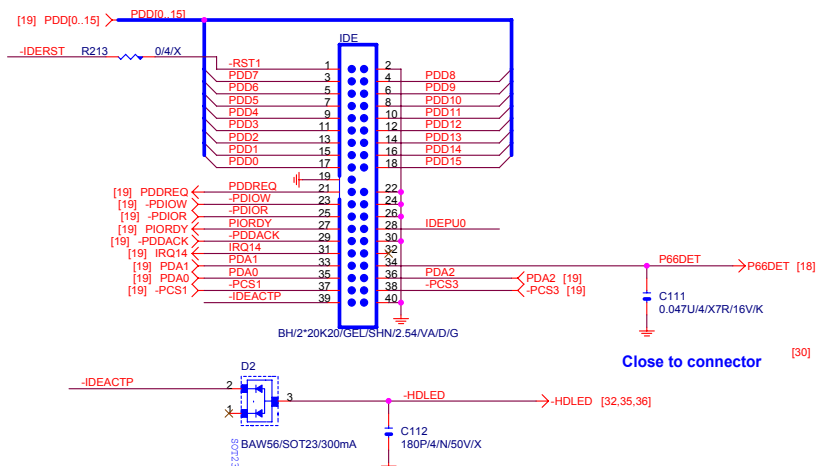 [19] PDD[0..15] PDD[0..15]
IDE
-IDERST R213 0/4/X
-RST1 1 2
PDD7 3 4 PDD8
PDD6 5 6 PDD9
PDD5 7 8 PDD10
PDD4 9 10 PDD11
PDD3 11 12 PDD12
PDD2 13 14 PDD13
PDD1 15 16 PDD14
PDD0 17 18 PDD15
19
[19] PDDREQ PDDREQ 21 22
[19] -PDIOW -PDIOW 23 24
[19] -PDIOR -PDIOR 25 26
[19] PIORDY PIORDY 27 28 IDEPU0
[19] -PDDACK -PDDACK 29 30
[19] IRQ14 IRQ14 31 32
[19] PDA1 PDA1 33 34 P66DET P66DET [18]
[19] PDA0 PDA0 35 36 PDA2 PDA2 [19]
[19] -PCS1 -PCS1 37 38 -PCS3 -PCS3 [19]
-IDEACTP 39 40
C111
0.047U/4/X7R/16V/K
BH/2*20K20/GEL/SHN/2.54/VA/D/G
Close to connector [30]
D2
-IDEACTP 2 3 -HDLED -HDLED [32,35,36]
1
C112
BAW56/SOT23/300mA 180P/4/N/50V/X
SOT23